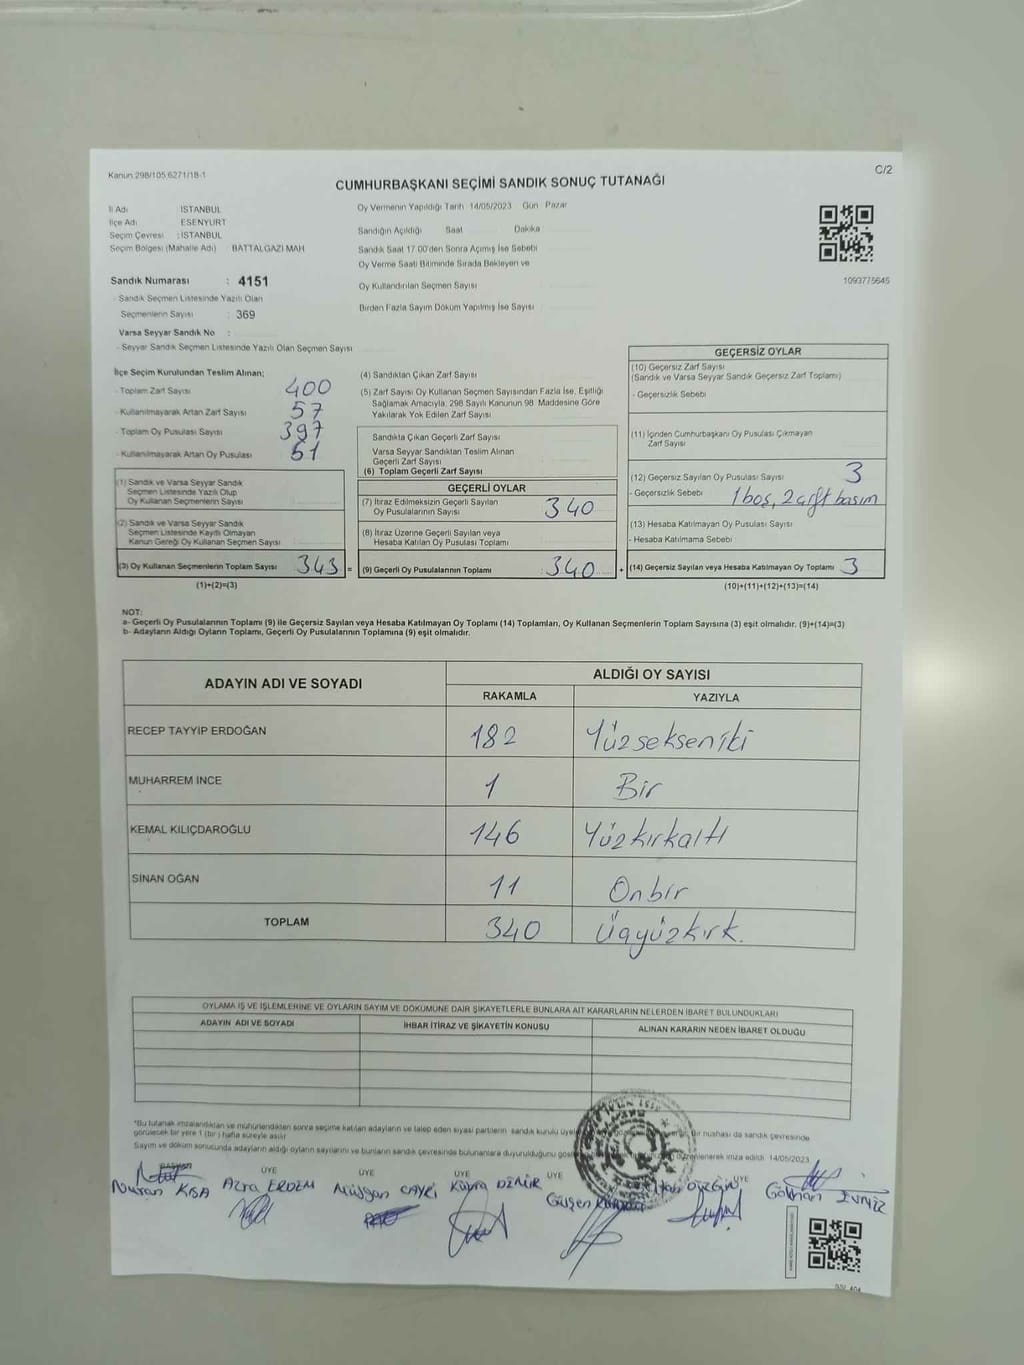 Kanun:298/105.6271/18-1
C/2
CUMHURBAŞKANI SEÇİMİ SANDIK SONUÇ TUTANAĞI
İl Adı : İSTANBUL
İlçe Adı : ESENYURT
Seçim Çevresi : İSTANBUL
Seçim Bölgesi (Mahalle Adı) : BATTALGAZİ MAH
Sandık Numarası : 4151
- Sandık Seçmen Listesinde Yazılı Olan
Seçmenlerin Sayısı : 369
Varsa Seyyar Sandık No :
- Seyyar Sandık Seçmen Listesinde Yazılı Olan Seçmen Sayısı
Oy Vermenin Yapıldığı Tarih 14/05/2023 Gün Pazar
Sandığın Açıldığı Saat Dakika
Sandık Saat 17.00'den Sonra Açılmış İse Sebebi
Oy Verme Saati Bitiminde Sırada Bekleyen ve
Oy Kullandırılan Seçmen Sayısı
Birden Fazla Sayım Döküm Yapılmış İse Sayısı
1093775645
İlçe Seçim Kurulundan Teslim Alınan;
- Toplam Zarf Sayısı 400
- Kullanılmayarak Artan Zarf Sayısı 57
- Toplam Oy Pusulası Sayısı 397
- Kullanılmayarak Artan Oy Pusulası 51
(1) Sandık ve Varsa Seyyar Sandık
Seçmen Listesinde Yazılı Olup
Oy Kullanan Seçmenlerin Sayısı
(2) Sandık ve Varsa Seyyar Sandık
Seçmen Listesinde Kayıtlı Olmayan
Kanun Gereği Oy Kullanan Seçmen Sayısı
(3) Oy Kullanan Seçmenlerin Toplam Sayısı 343 =
(1)+(2)=(3)
(4) Sandıktan Çıkan Zarf Sayısı
(5) Zarf Sayısı Oy Kullanan Seçmen Sayısından Fazla İse, Eşitliği
Sağlamak Amacıyla, 298 Sayılı Kanunun 98. Maddesine Göre
Yakılarak Yok Edilen Zarf Sayısı
Sandıkta Çıkan Geçerli Zarf Sayısı
Varsa Seyyar Sandıktan Teslim Alınan
Geçerli Zarf Sayısı
(6) Toplam Geçerli Zarf Sayısı
GEÇERLİ OYLAR
(7) İtiraz Edilmeksizin Geçerli Sayılan
Oy Pusulalarının Sayısı 340
(8) İtiraz Üzerine Geçerli Sayılan veya
Hesaba Katılan Oy Pusulası Toplamı
(9) Geçerli Oy Pusulalarının Toplamı : 340 +
GEÇERSİZ OYLAR
(10) Geçersiz Zarf Sayısı
(Sandık ve Varsa Seyyar Sandık Geçersiz Zarf Toplamı)
- Geçersizlik Sebebi
(11) İçinden Cumhurbaşkanı Oy Pusulası Çıkmayan
Zarf Sayısı
(12) Geçersiz Sayılan Oy Pusulası Sayısı 3
- Geçersizlik Sebebi 1 boş, 2 çift basım
(13) Hesaba Katılmayan Oy Pusulası Sayısı
- Hesaba Katılmama Sebebi
(14) Geçersiz Sayılan veya Hesaba Katılmayan Oy Toplamı 3
(10)+(11)+(12)+(13)=(14)
NOT:
a- Geçerli Oy Pusulalarının Toplamı (9) ile Geçersiz Sayılan veya Hesaba Katılmayan Oy Toplamı (14) Toplamları, Oy Kullanan Seçmenlerin Toplam Sayısına (3) eşit olmalıdır. (9)+(14)=(3)
b- Adayların Aldığı Oyların Toplamı, Geçerli Oy Pusulalarının Toplamına (9) eşit olmalıdır.
ADAYIN ADI VE SOYADI
ALDIĞI OY SAYISI
RAKAMLA YAZIYLA
RECEP TAYYİP ERDOĞAN 182 Yüzsekseniki
MUHARREM İNCE 1 Bir
KEMAL KILIÇDAROĞLU 146 Yüzkırkaltı
SİNAN OĞAN 11 Onbir
TOPLAM 340 Üçyüzkırk.
OYLAMA İŞ VE İŞLEMLERİNE VE OYLARIN SAYIM VE DÖKÜMÜNE DAİR ŞİKAYETLERLE BUNLARA AİT KARARLARIN NELERDEN İBARET BULUNDUKLARI
ADAYIN ADI VE SOYADI İHBAR İTİRAZ VE ŞİKAYETİN KONUSU ALINAN KARARIN NEDEN İBARET OLDUĞU
*Bu tutanak imzalandıktan ve mühürlendikten sonra seçime katılan adayların ve talep eden siyasi partilerin sandık kurulu üyele bir nüshası da sandık çevresinde
görülecek bir yere 1 (bir) hafta süreyle asılır
Sayım ve döküm sonucunda adayların aldığı oyların sayılarını ve bunların sandık çevresinde bulunanlara duyurulduğunu göst düzenlenerek imza edildi. 14/05/2023
BAŞKAN ÜYE ÜYE ÜYE ÜYE ÜYE
Nuran KISA Azra ERDEM Kübra DEMİR Gülşen Gökhan